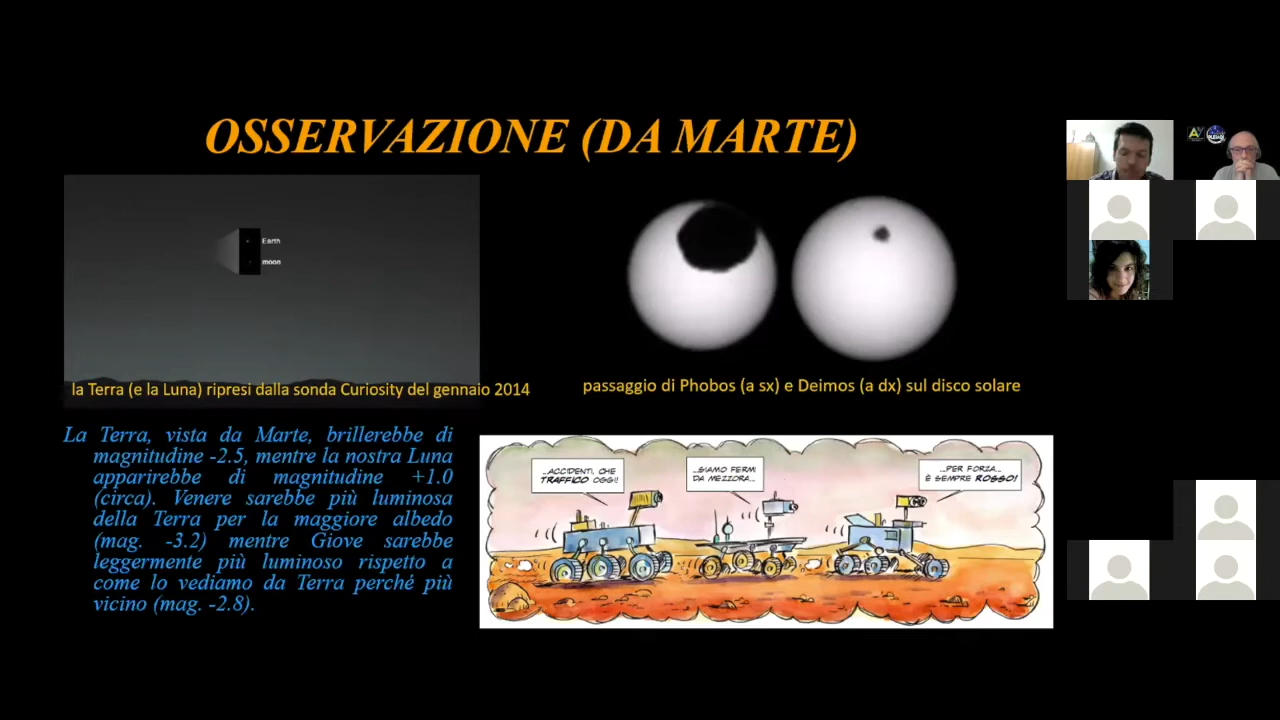 OSSERVAZIONE (DA MARTE)
Earth
moon
la Terra (e la Luna) ripresi dalla sonda Curiosity del gennaio 2014
passaggio di Phobos (a sx) e Deimos (a dx) sul disco solare
La Terra, vista da Marte, brillerebbe di
magnitudine -2.5, mentre la nostra Luna
apparirebbe di magnitudine +1.0
(circa). Venere sarebbe più luminosa
della Terra per la maggiore albedo
(mag. -3.2) mentre Giove sarebbe
leggermente più luminoso rispetto a
come lo vediamo da Terra perché più
vicino (mag. -2.8).
...ACCIDENTI, CHE
TRAFFICO OGGI!
...SIAMO FERMI
DA MEZZORA...
...PER FORZA...
È SEMPRE ROSSO!